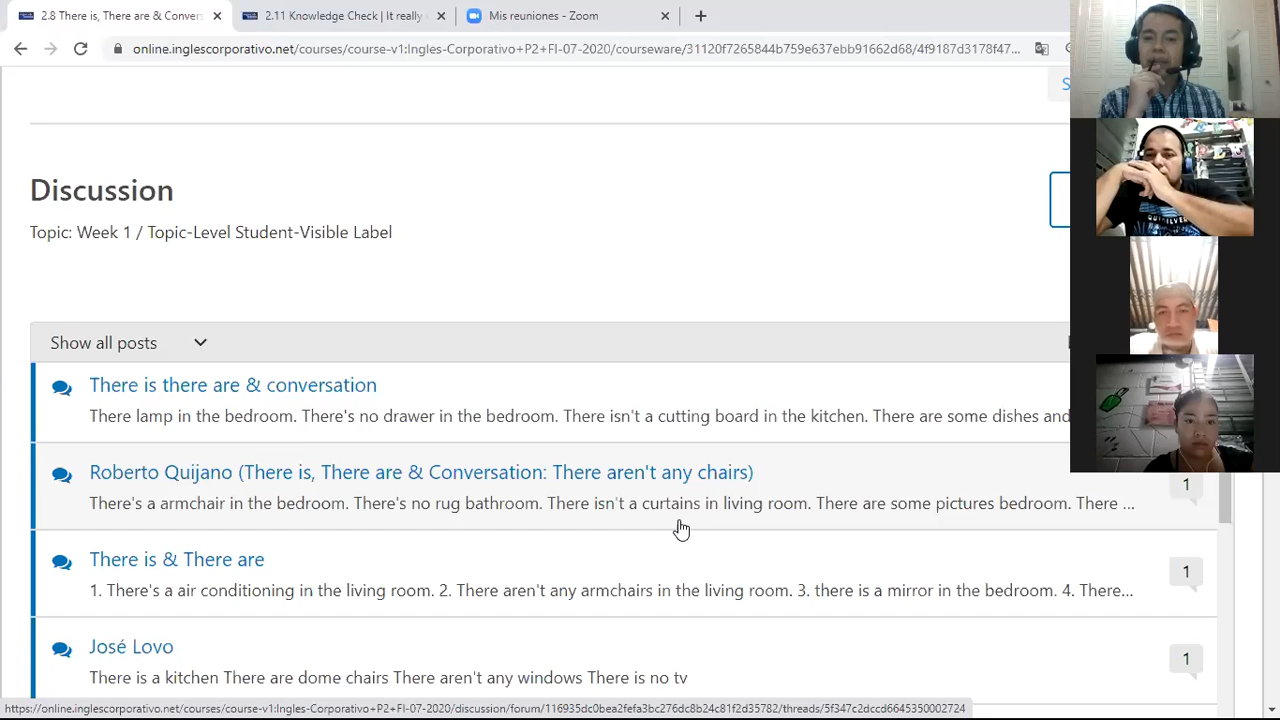 2.8 There is, There are & Convers
2.11 Knowledge Check | It really
Mis reuniones - Zoom
online.inglescorporativo.net/courses/course-v1:Ingles-Corporativo+P2+FI-07-2020/courseware/31120f7265844b759e637ebb91662d68/4f9187d3178f47...
Discussion
Topic: Week 1 / Topic-Level Student-Visible Label
Show all posts
There is there are & conversation
There lamp in the bedroom. There's no drawer in te bedmom. There isn't a cutting board in the kitchen. There are some dishes and
Roberto Quijano (There is, There are & Conversation: There aren't any chairs)
There's a armchair in the bedroom. There's no rug bathroom. There isn't a curtains in living room. There are some pictures bedroom. There ...
1
There is & There are
1. There's a air conditioning in the living room. 2. There aren't any armchairs in the living room. 3. there is a mirror in the bedroom. 4. There...
1
José Lovo
There is a kitchen There are dome chairs There aren't any windows There is no tv
1
https://online.inglescorporativo.net/courses/course-v1:Ingles-Corporativo+P2+FI-07-2020/discussion/forum/116935dc0bea2fefa3bc276dc8b24c81f2d35782/threads/5f347c2dccd6645350002724